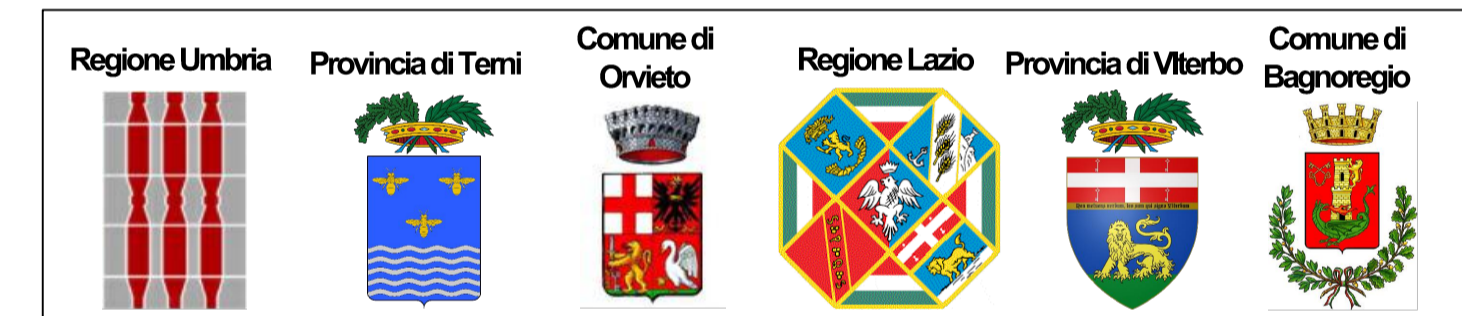 Regione Umbria
Provincia di Terni
Comune di
Orvieto
Regione Lazio
Provincia di VIterbo
Comune di
Bagnoregio